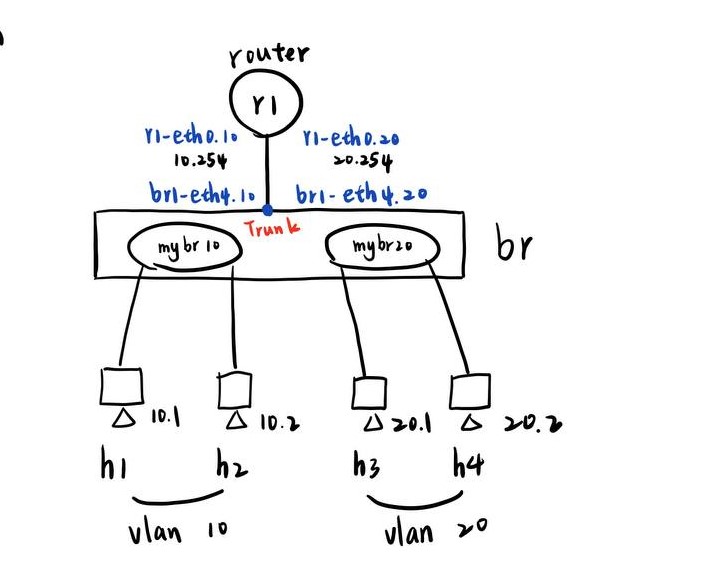 router
r1
r1-eth0.10 r1-eth0.20
10.254 20.254
br1-eth4.10 br1-eth4.20
Trunk
mybr10 mybr20
br
10.1 10.2 20.1 20.2
h1 h2 h3 h4
vlan 10 vlan 20